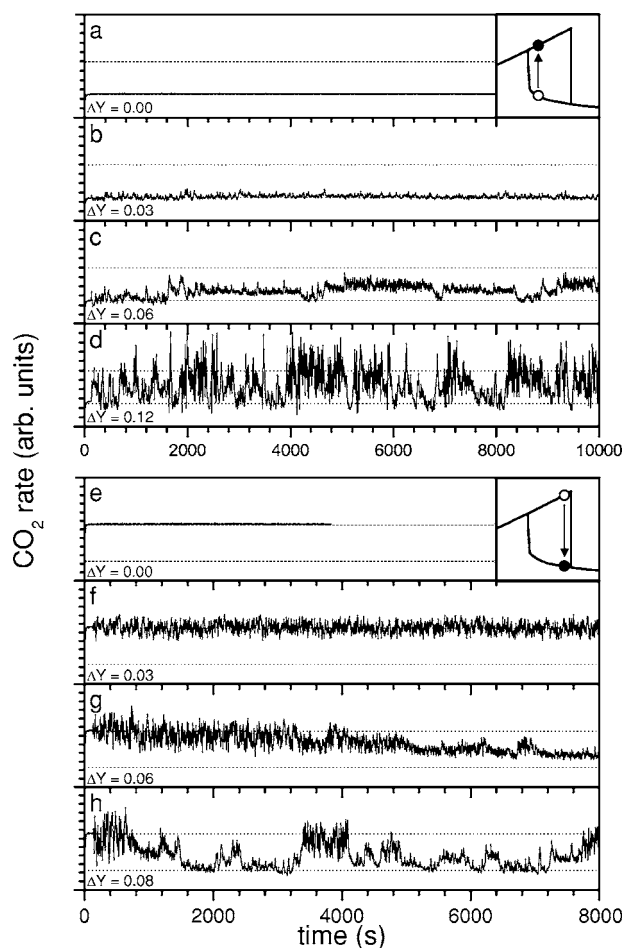 a
ΔY = 0.00
b
ΔY = 0.03
c
ΔY = 0.06
d
ΔY = 0.12
0 2000 4000 6000 8000 10000
CO2 rate (arb. units)
e
ΔY = 0.00
f
ΔY = 0.03
g
ΔY = 0.06
h
ΔY = 0.08
0 2000 4000 6000 8000
time (s)